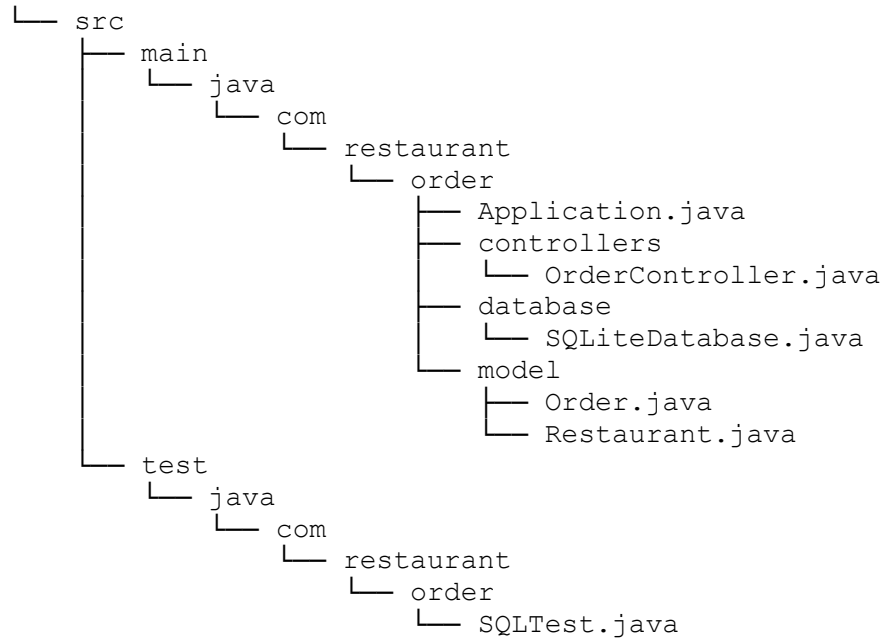 └── src
    ├── main
    │   └── java
    │       └── com
    │           └── restaurant
    │               └── order
    │                   ├── Application.java
    │                   ├── controllers
    │                   │   └── OrderController.java
    │                   ├── database
    │                   │   └── SQLiteDatabase.java
    │                   └── model
    │                       ├── Order.java
    │                       └── Restaurant.java
    └── test
        └── java
            └── com
                └── restaurant
                    └── order
                        └── SQLTest.java